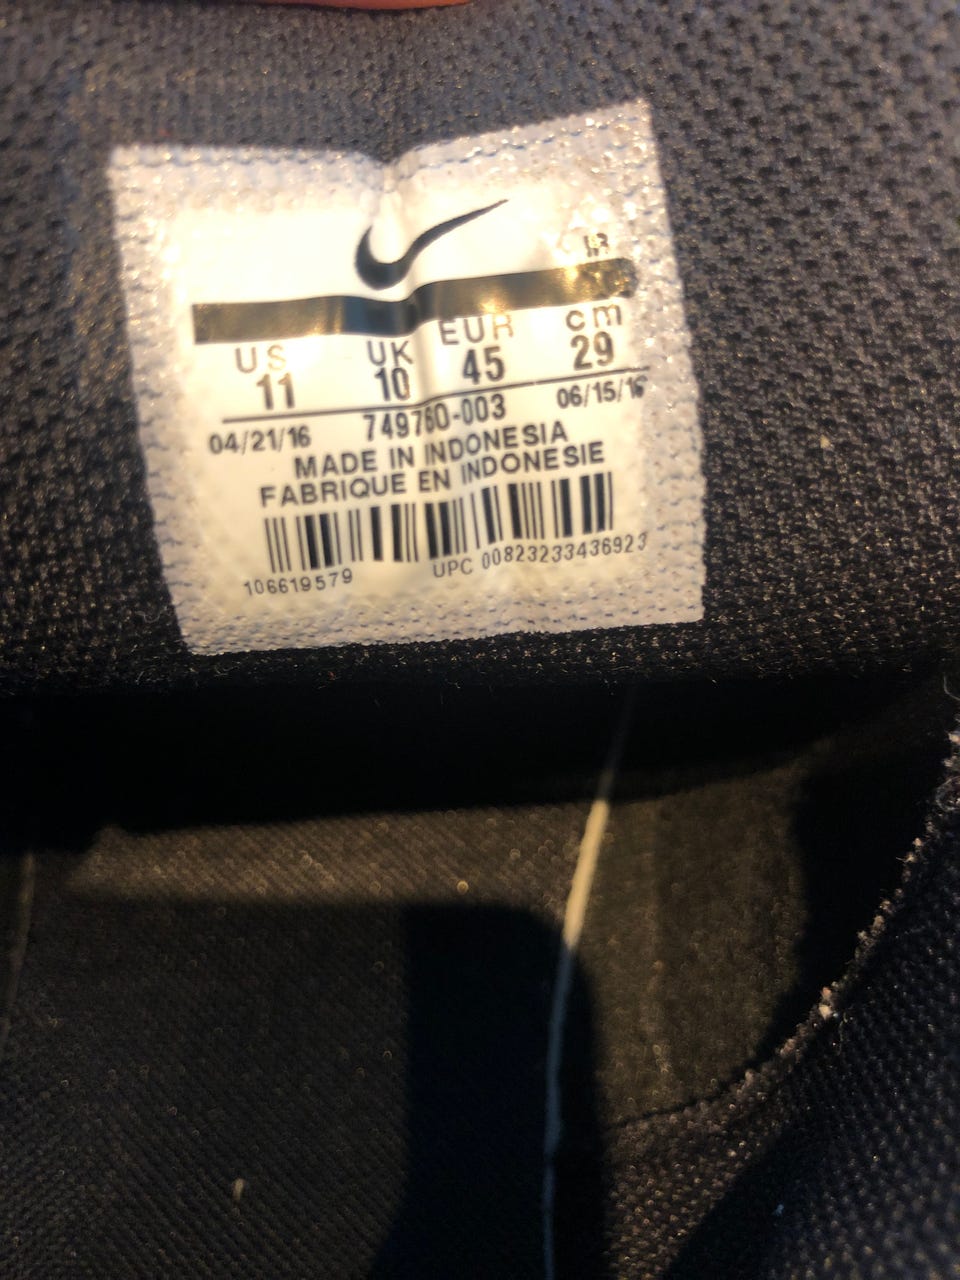 IR
US UK EUR cm
11 10 45 29
04/21/16 749760-003 06/15/16
MADE IN INDONESIA
FABRIQUE EN INDONESIE
106619579 UPC 00823233436923